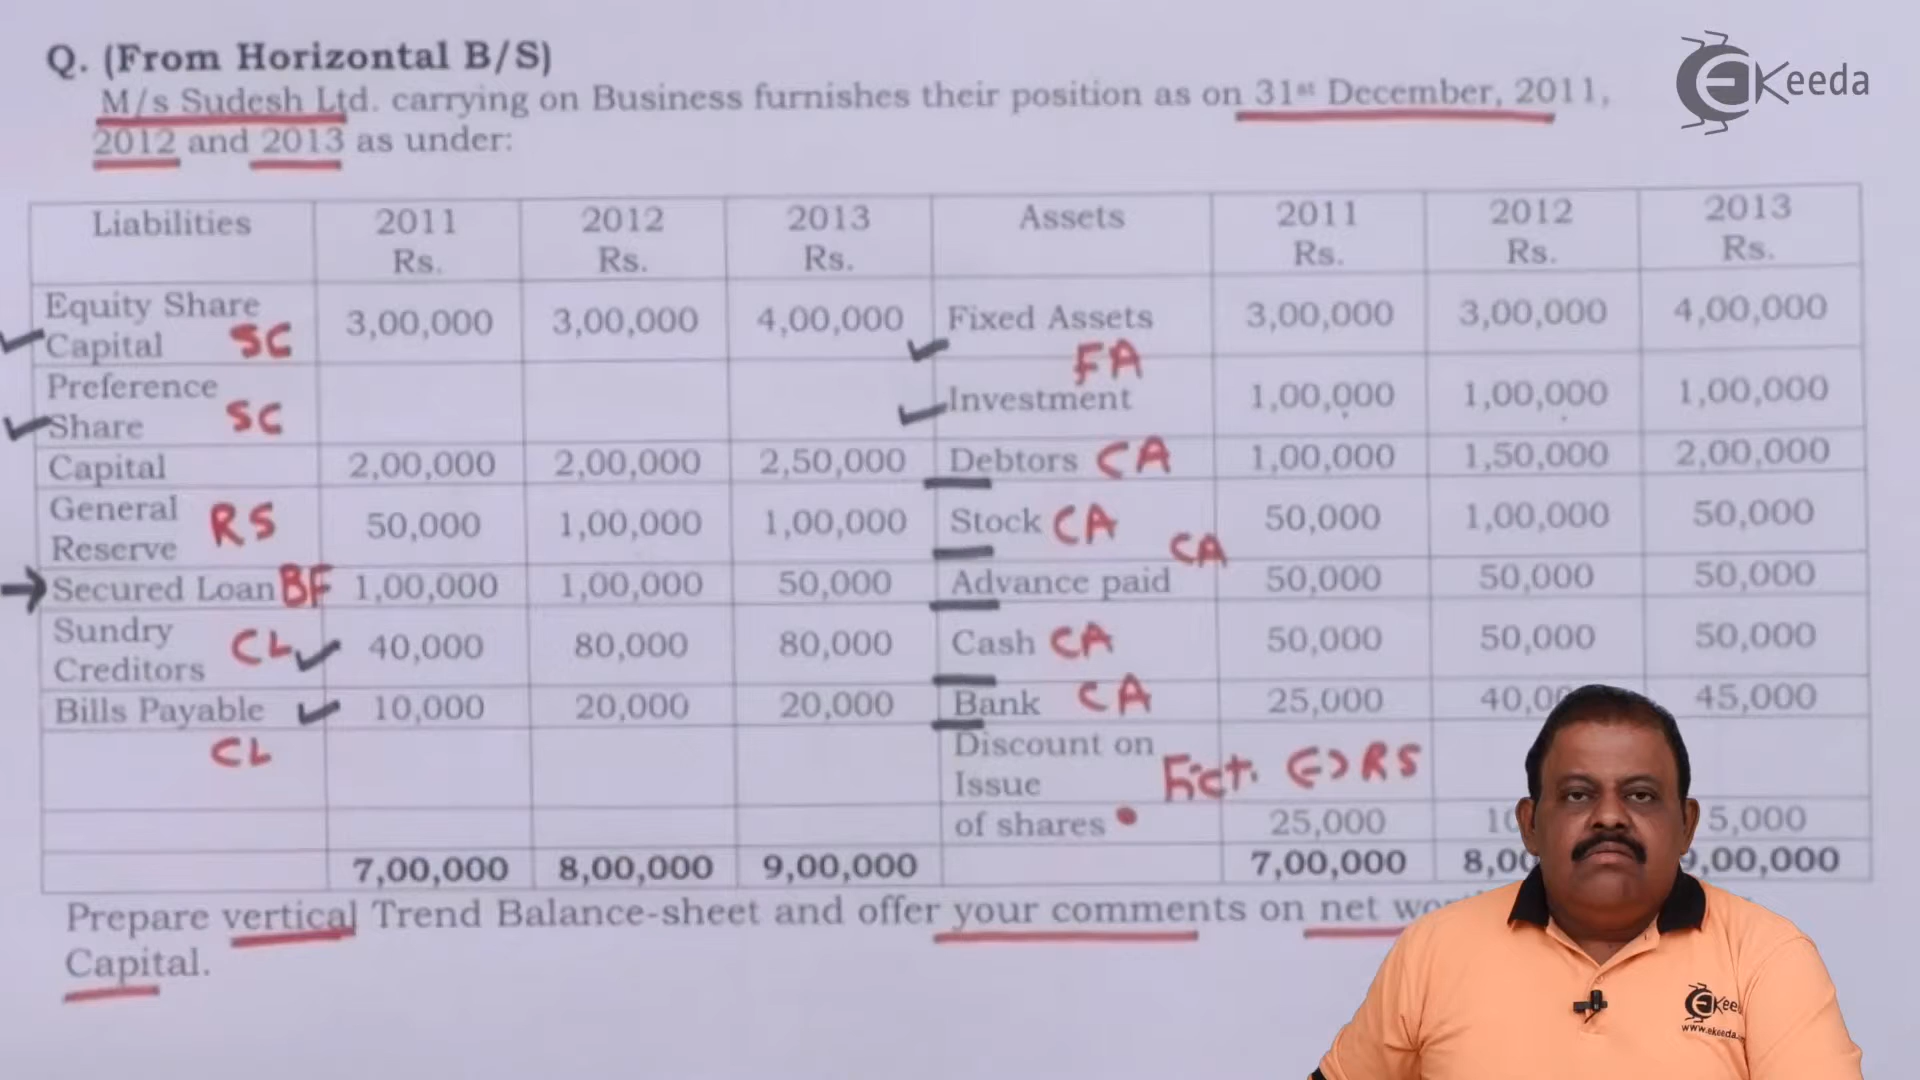 Q. (From Horizontal B/S)
M/s Sudesh Ltd. carrying on Business furnishes their position as on 31st December, 2011,
2012 and 2013 as under:
Keeda
Liabilities 2011 Rs. 2012 Rs. 2013 Rs. Assets 2011 Rs. 2012 Rs. 2013 Rs.
Equity Share Capital SC 3,00,000 3,00,000 4,00,000 Fixed Assets FA 3,00,000 3,00,000 4,00,000
Preference Share SC Investment 1,00,000 1,00,000 1,00,000
Capital 2,00,000 2,00,000 2,50,000 Debtors CA 1,00,000 1,50,000 2,00,000
General Reserve RS 50,000 1,00,000 1,00,000 Stock CA 50,000 1,00,000 50,000
Secured Loan BF 1,00,000 1,00,000 50,000 Advance paid CA 50,000 50,000 50,000
Sundry Creditors CL 40,000 80,000 80,000 Cash CA 50,000 50,000 50,000
Bills Payable CL 10,000 20,000 20,000 Bank CA 25,000 45,000
Discount on Issue Fict. (-) RS
of shares 25,000 5,000
7,00,000 8,00,000 9,00,000 7,00,000
Prepare vertical Trend Balance-sheet and offer your comments on net
Capital.
Keeda
www.ekeeda.